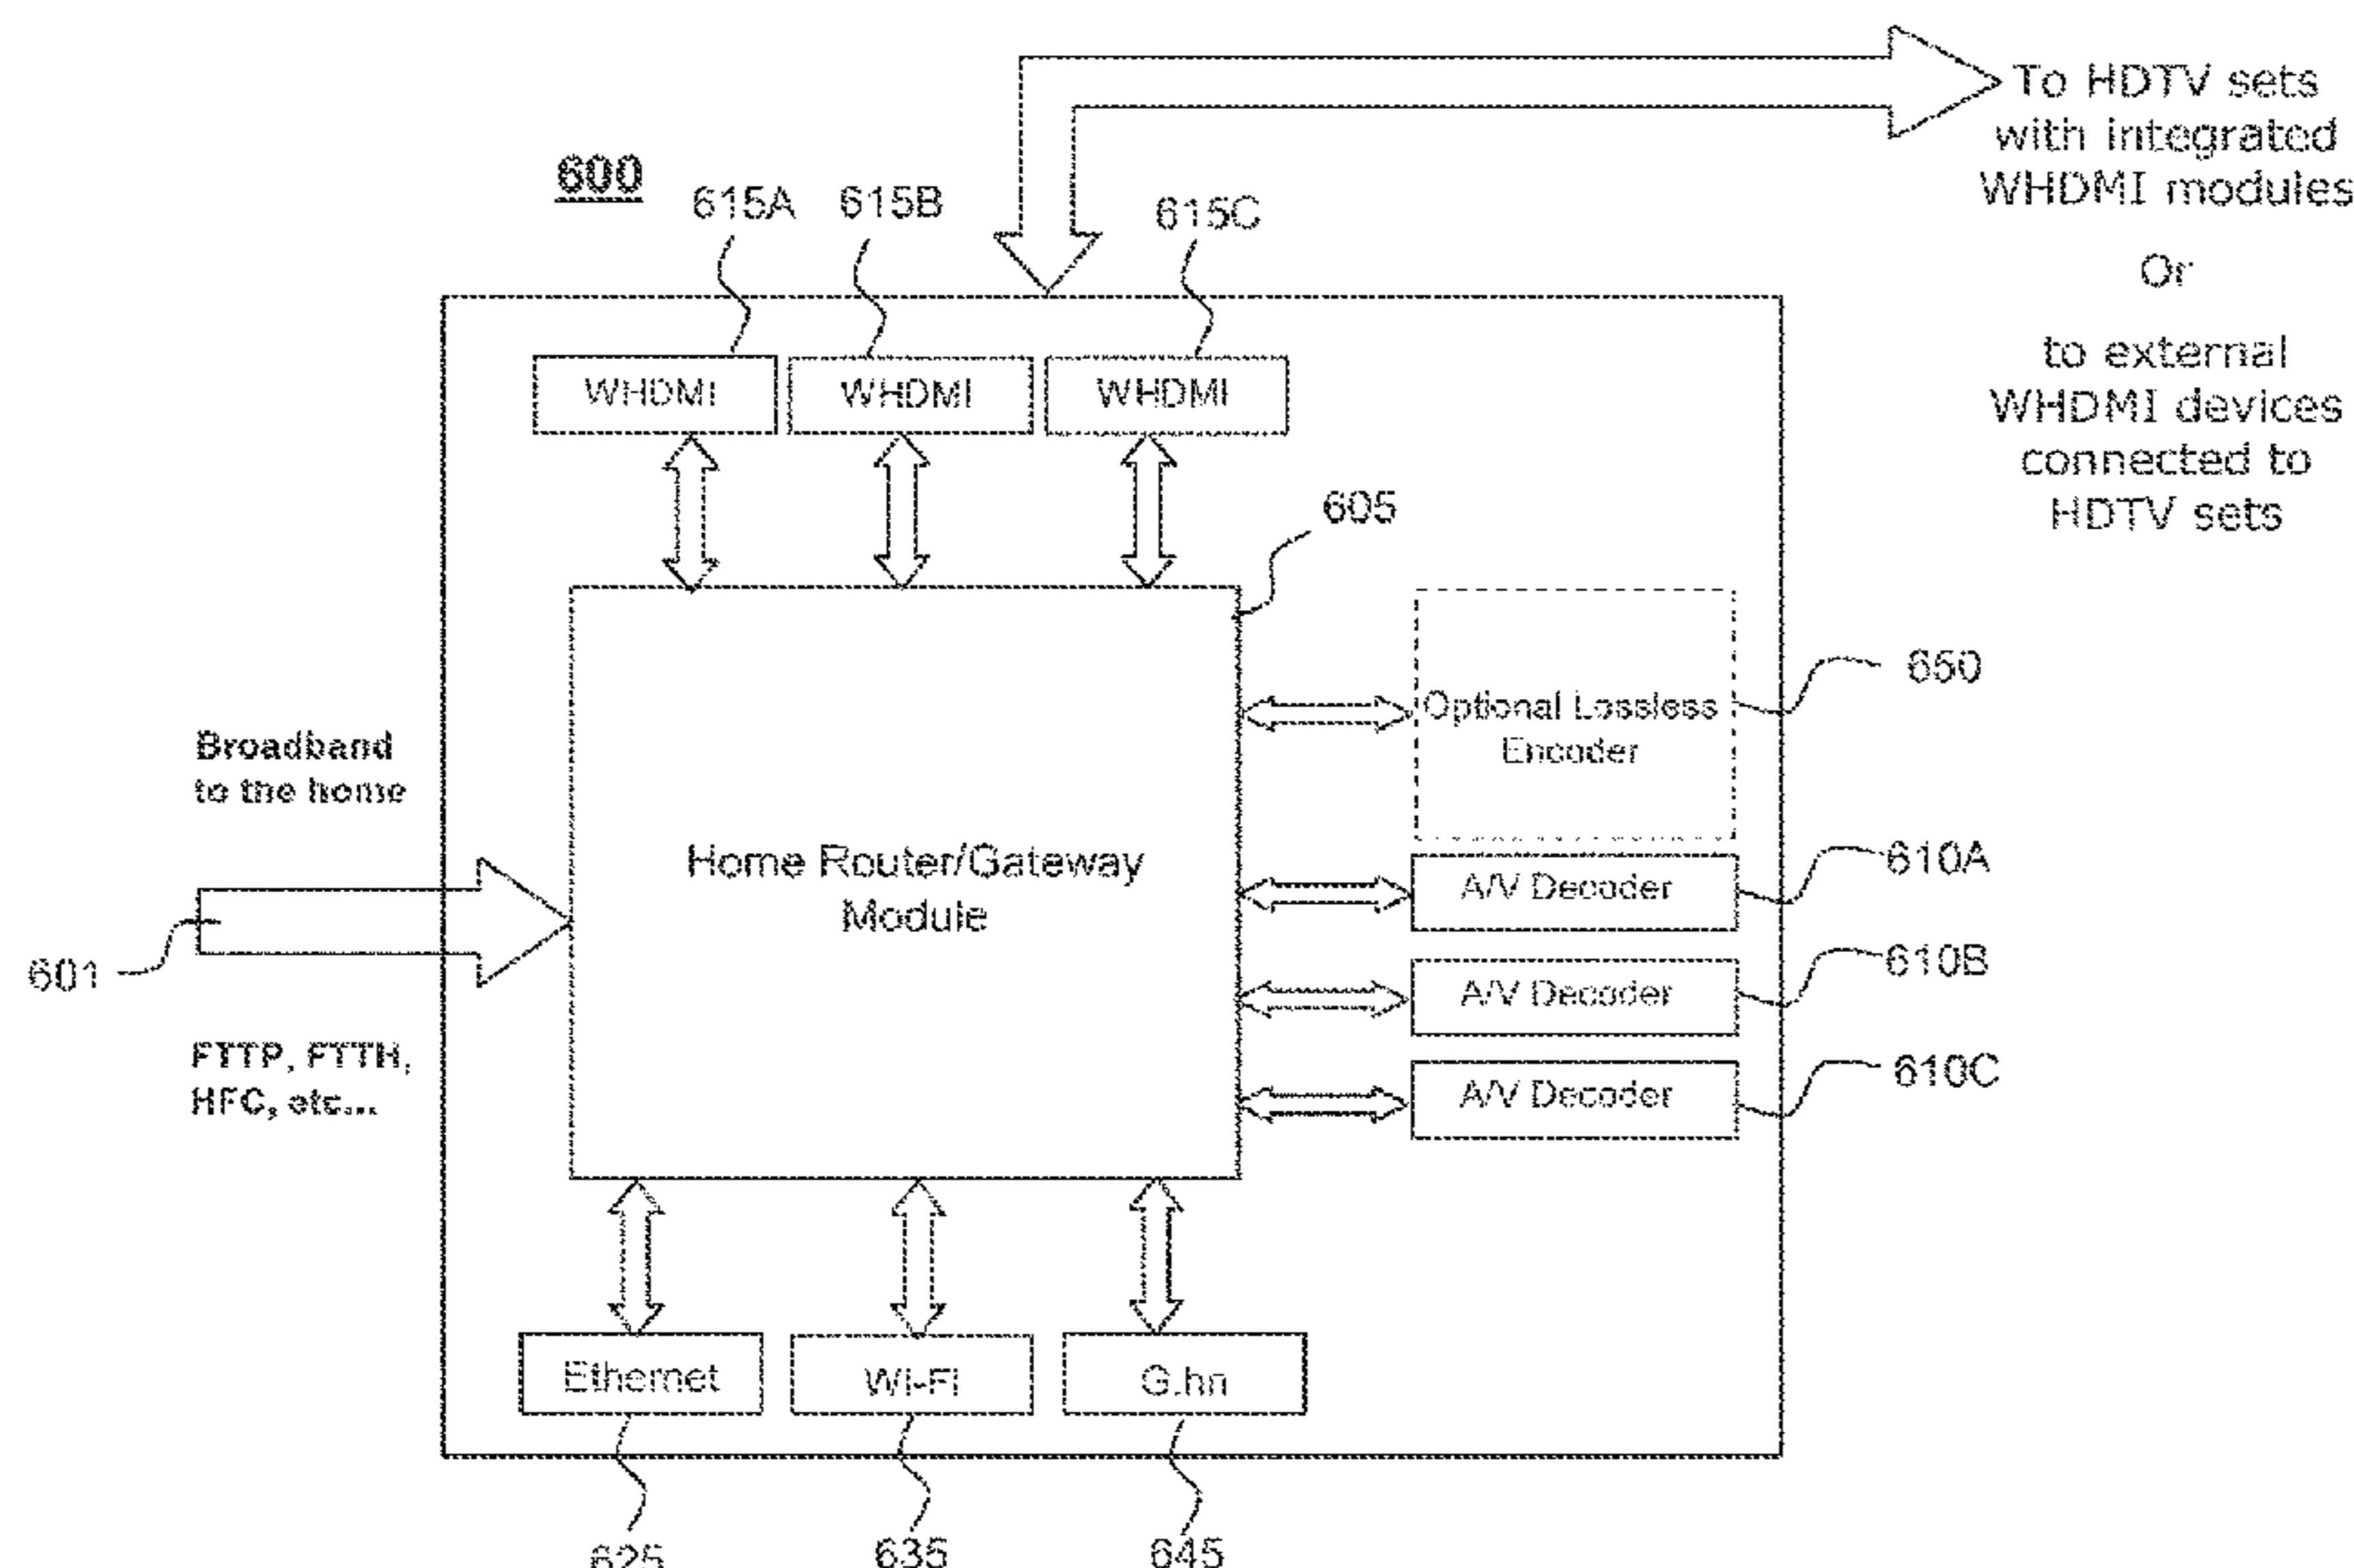 600
615A
615B
615C
To HDTV sets
with integrated
WHDMI modules
Or
to external
WHDMI devices
connected to
HDTV sets
WHDMI
WHDMI
WHDMI
605
650
Optional Lossless
Encoder
Broadband
to the home
Home Router/Gateway
Module
A/V Decoder
610A
A/V Decoder
610B
A/V Decoder
610C
601
FTTP, FTTH,
HFC, etc...
Ethernet
Wi-Fi
G.hn
625
635
645